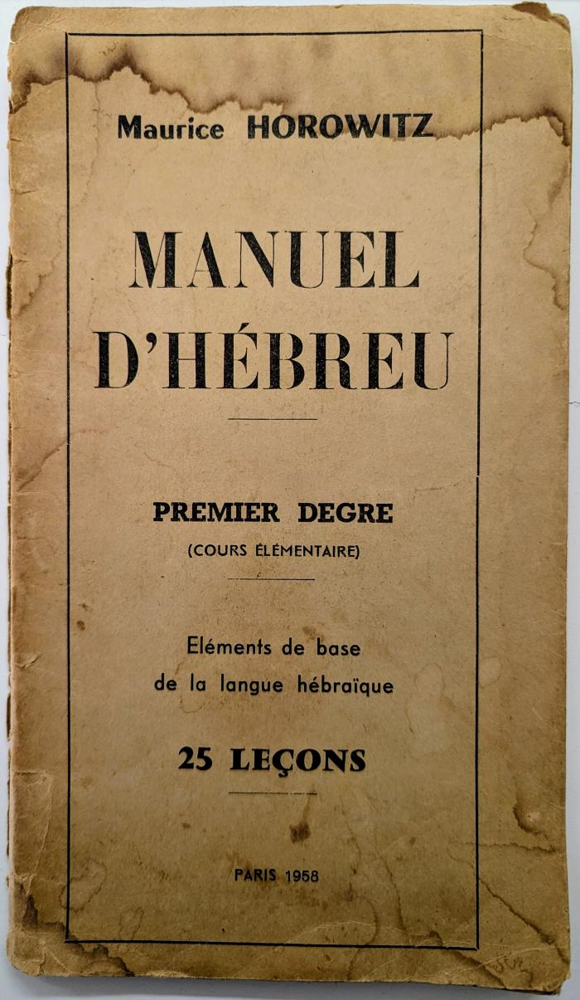 Maurice HOROWITZ
MANUEL
D'HÉBREU
PREMIER DEGRE
(COURS ÉLÉMENTAIRE)
Eléments de base
de la langue hébraïque
25 LEÇONS
PARIS 1958